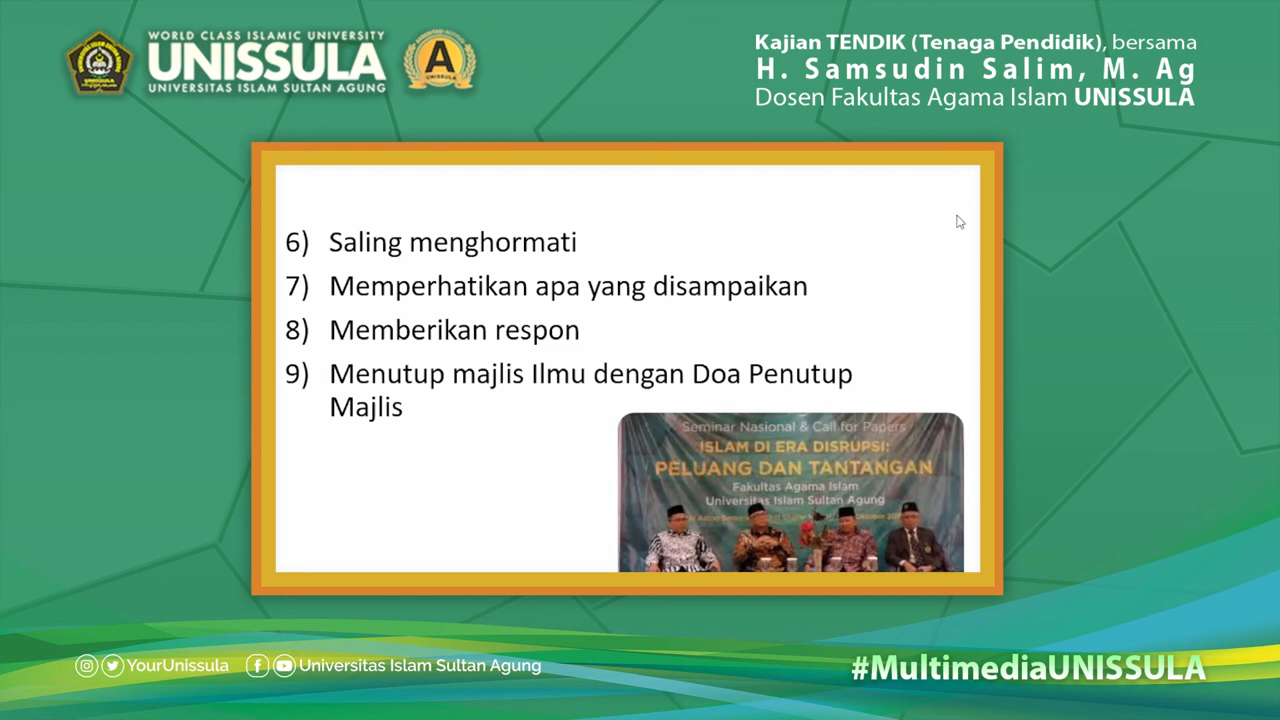 WORLD CLASS ISLAMIC UNIVERSITY
UNISSULA
UNIVERSITAS ISLAM SULTAN AGUNG
A
UNISSULA
Kajian TENDIK (Tenaga Pendidik), bersama
H. Samsudin Salim, M. Ag
Dosen Fakultas Agama Islam UNISSULA
6) Saling menghormati
7) Memperhatikan apa yang disampaikan
8) Memberikan respon
9) Menutup majlis Ilmu dengan Doa Penutup
Majlis
Seminar Nasional & Call for Papers
ISLAM DI ERA DISRUPSI:
PELUANG DAN TANTANGAN
Fakultas Agama Islam
Universitas Islam Sultan Agung
Oktober
YourUnissula
Universitas Islam Sultan Agung
#MultimediaUNISSULA